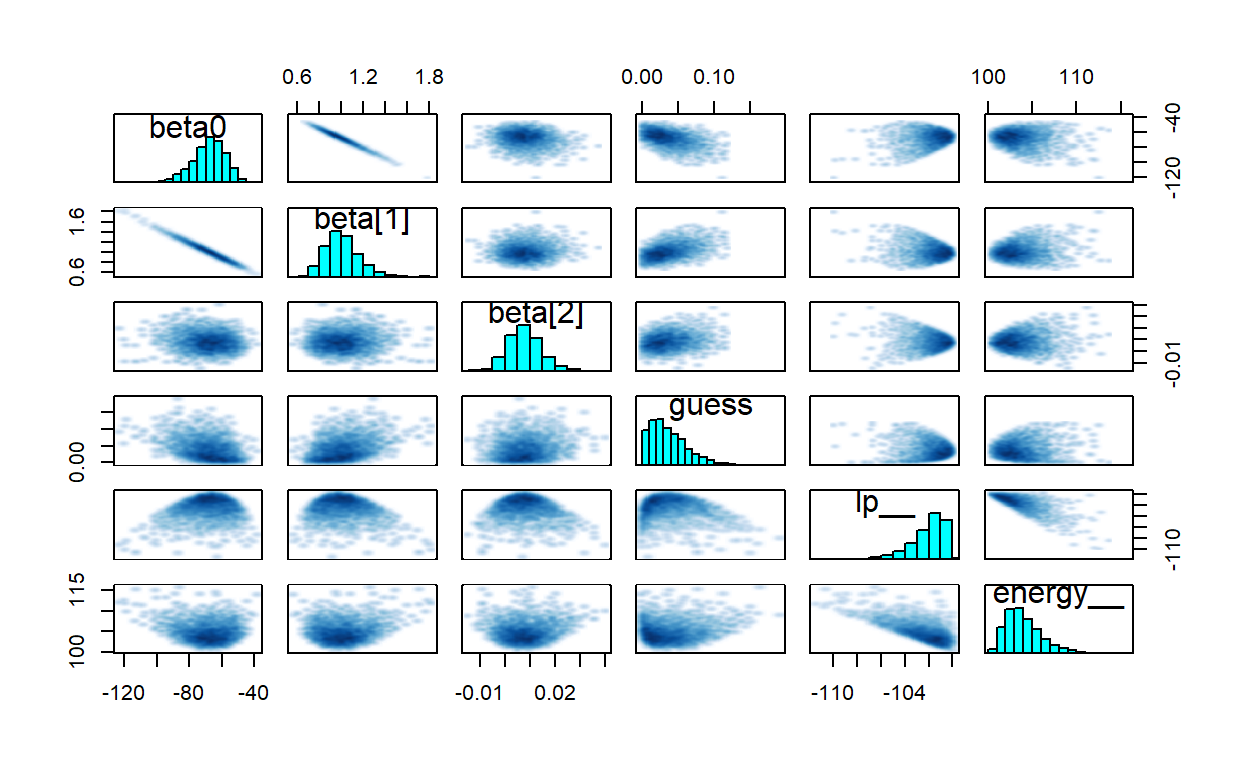 0.6 1.2 1.8 0.00 0.10 100 110
beta0
-120 -40
beta[1]
0.6 1.6
beta[2]
-0.01
guess
0.00
lp__
-110
energy__
100 115
-120 -80 -40 -0.01 0.02 -110 -104